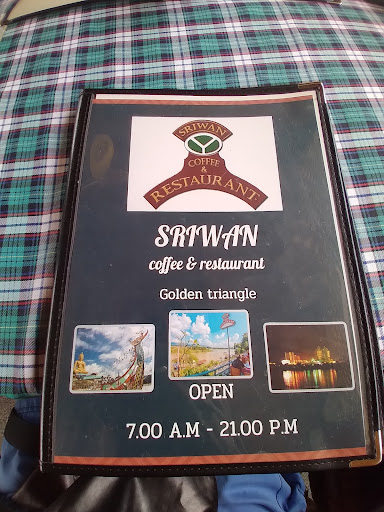 SRIWAN
COFFEE
&
RESTAURANT
SRIWAN
coffee & restaurant
Golden triangle
OPEN
7.00 A.M - 21.00 P.M